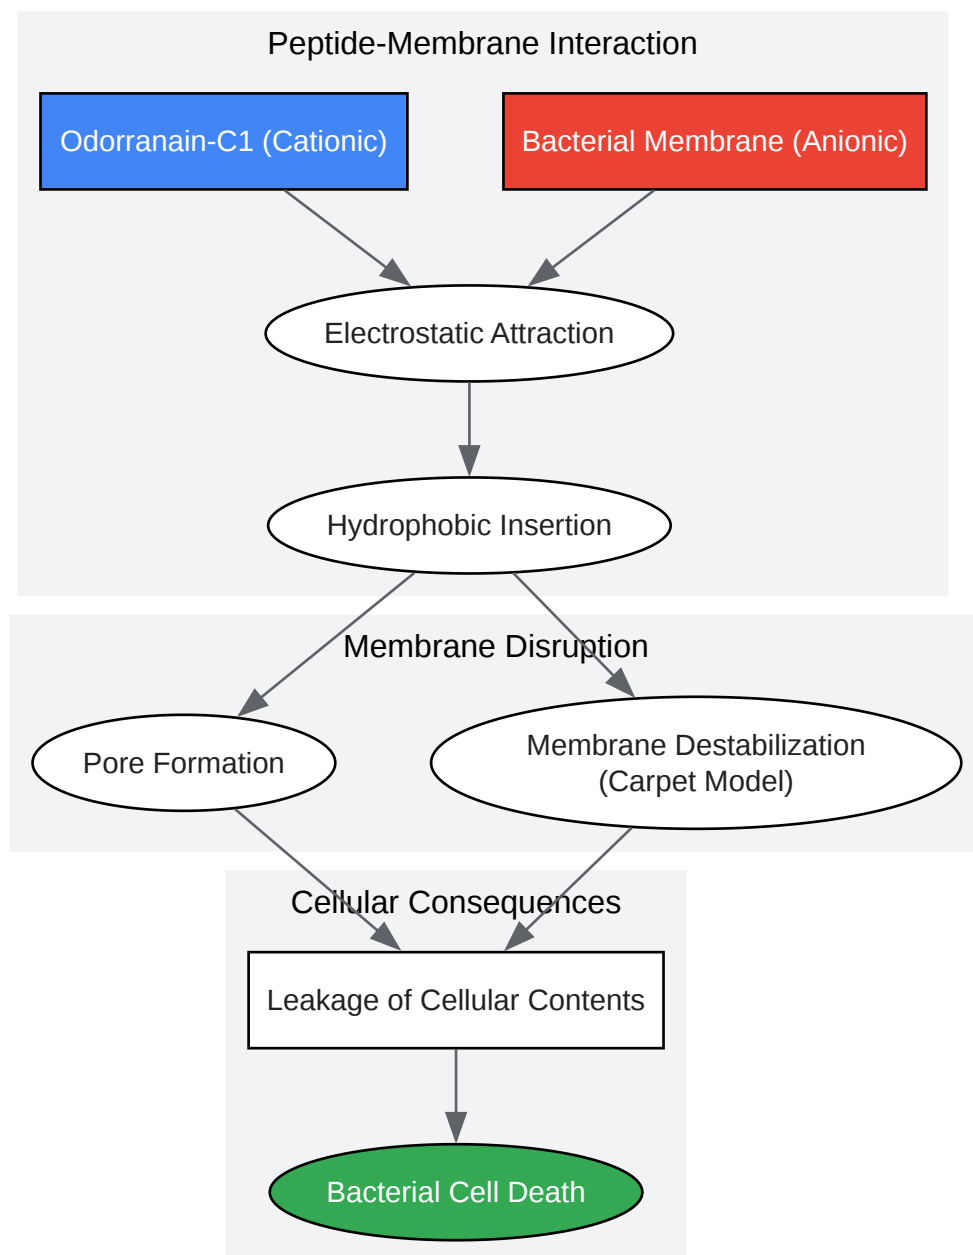 Peptide-Membrane Interaction
Odorranain-C1 (Cationic)
Bacterial Membrane (Anionic)
Electrostatic Attraction
Hydrophobic Insertion
Membrane Disruption
Pore Formation
Membrane Destabilization
(Carpet Model)
Cellular Consequences
Leakage of Cellular Contents
Bacterial Cell Death